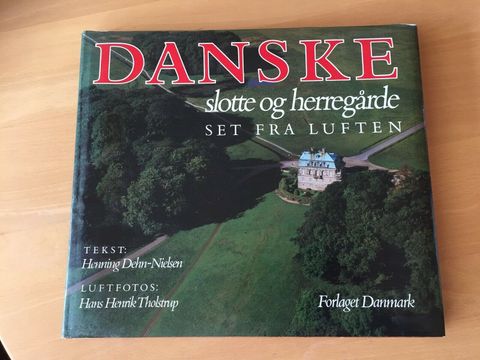 DANSKE
slotte og herregårde
SET FRA LUFTEN
TEKST:
Henning Dehn-Nielsen
LUFTFOTOS:
Hans Henrik Tholstrup
Forlaget Danmark